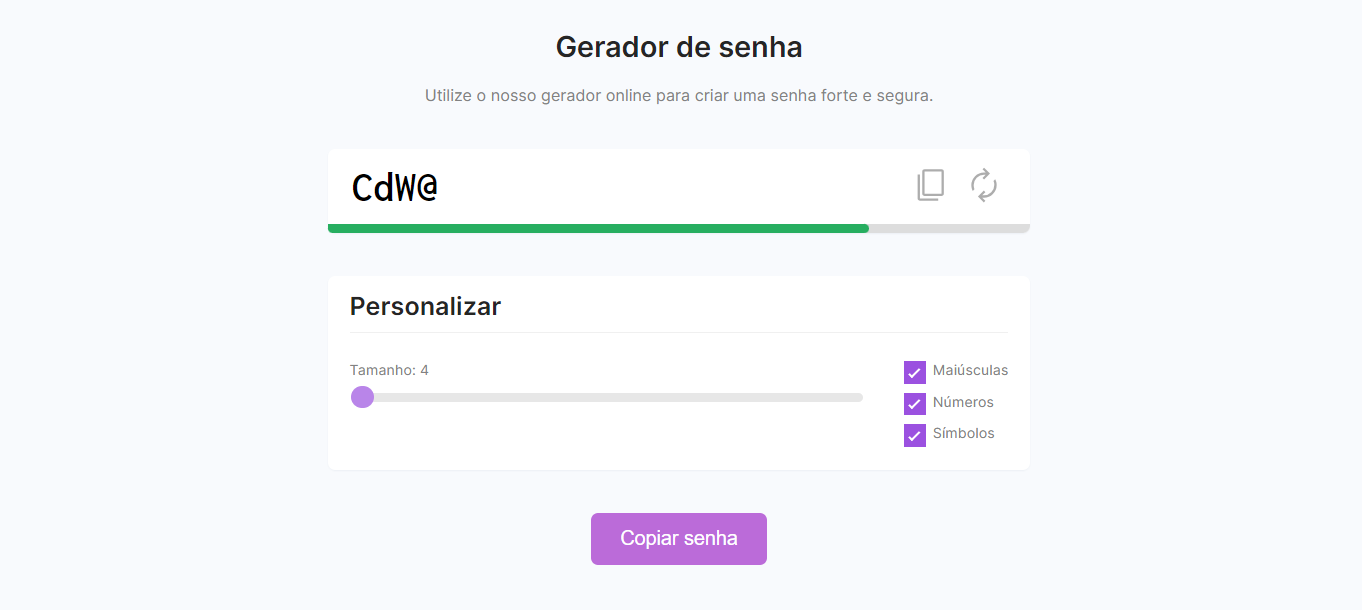 Gerador de senha
Utilize o nosso gerador online para criar uma senha forte e segura.
CdW@
Personalizar
Tamanho: 4
Maiúsculas
Números
Símbolos
Copiar senha